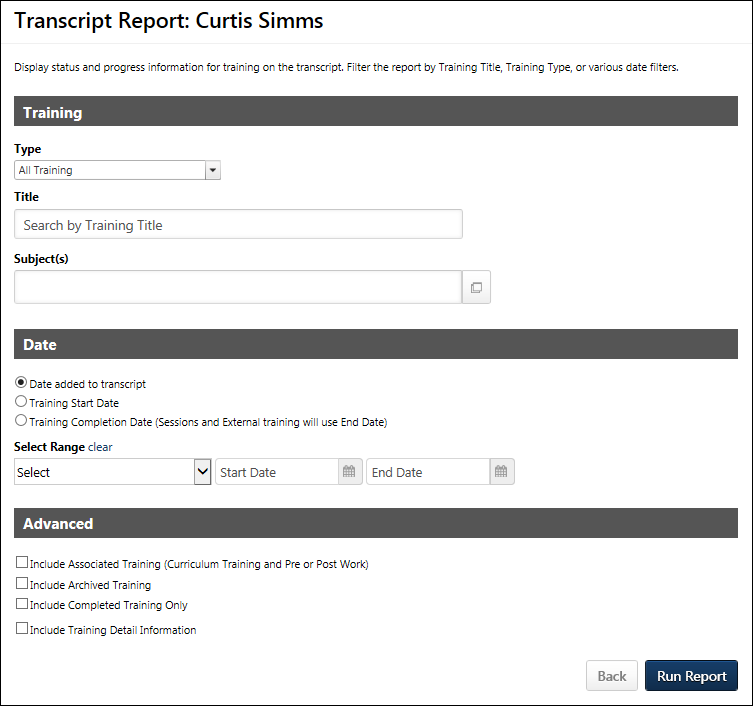 Transcript Report: Curtis Simms
Display status and progress information for training on the transcript. Filter the report by Training Title, Training Type, or various date filters.
Training
Type
All Training
Title
Search by Training Title
Subject(s)
Date
Date added to transcript
Training Start Date
Training Completion Date (Sessions and External training will use End Date)
Select Range clear
Select Start Date End Date
Advanced
Include Associated Training (Curriculum Training and Pre or Post Work)
Include Archived Training
Include Completed Training Only
Include Training Detail Information
Back Run Report